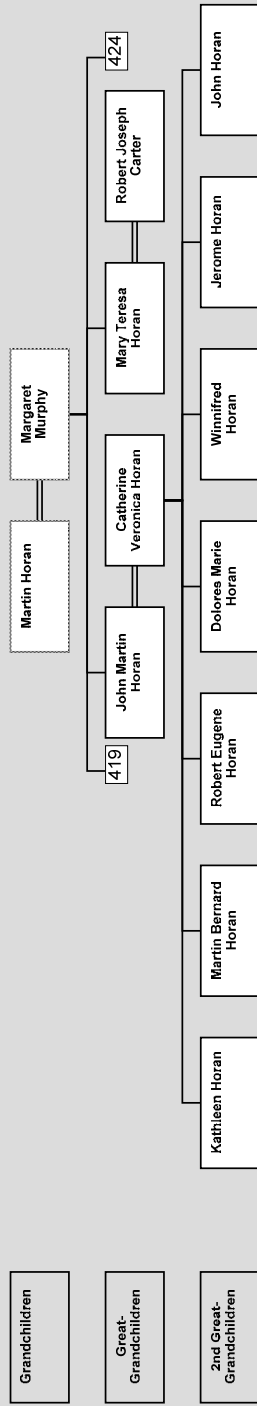 Grandchildren
Martin Horan
Margaret
Murphy
Great-
Grandchildren
419
John Martin
Horan
Catherine
Veronica Horan
Mary Teresa
Horan
Robert Joseph
Carter
424
2nd Great-
Grandchildren
Kathleen Horan
Martin Bernard
Horan
Robert Eugene
Horan
Dolores Marie
Horan
Winnifred
Horan
Jerome Horan
John Horan